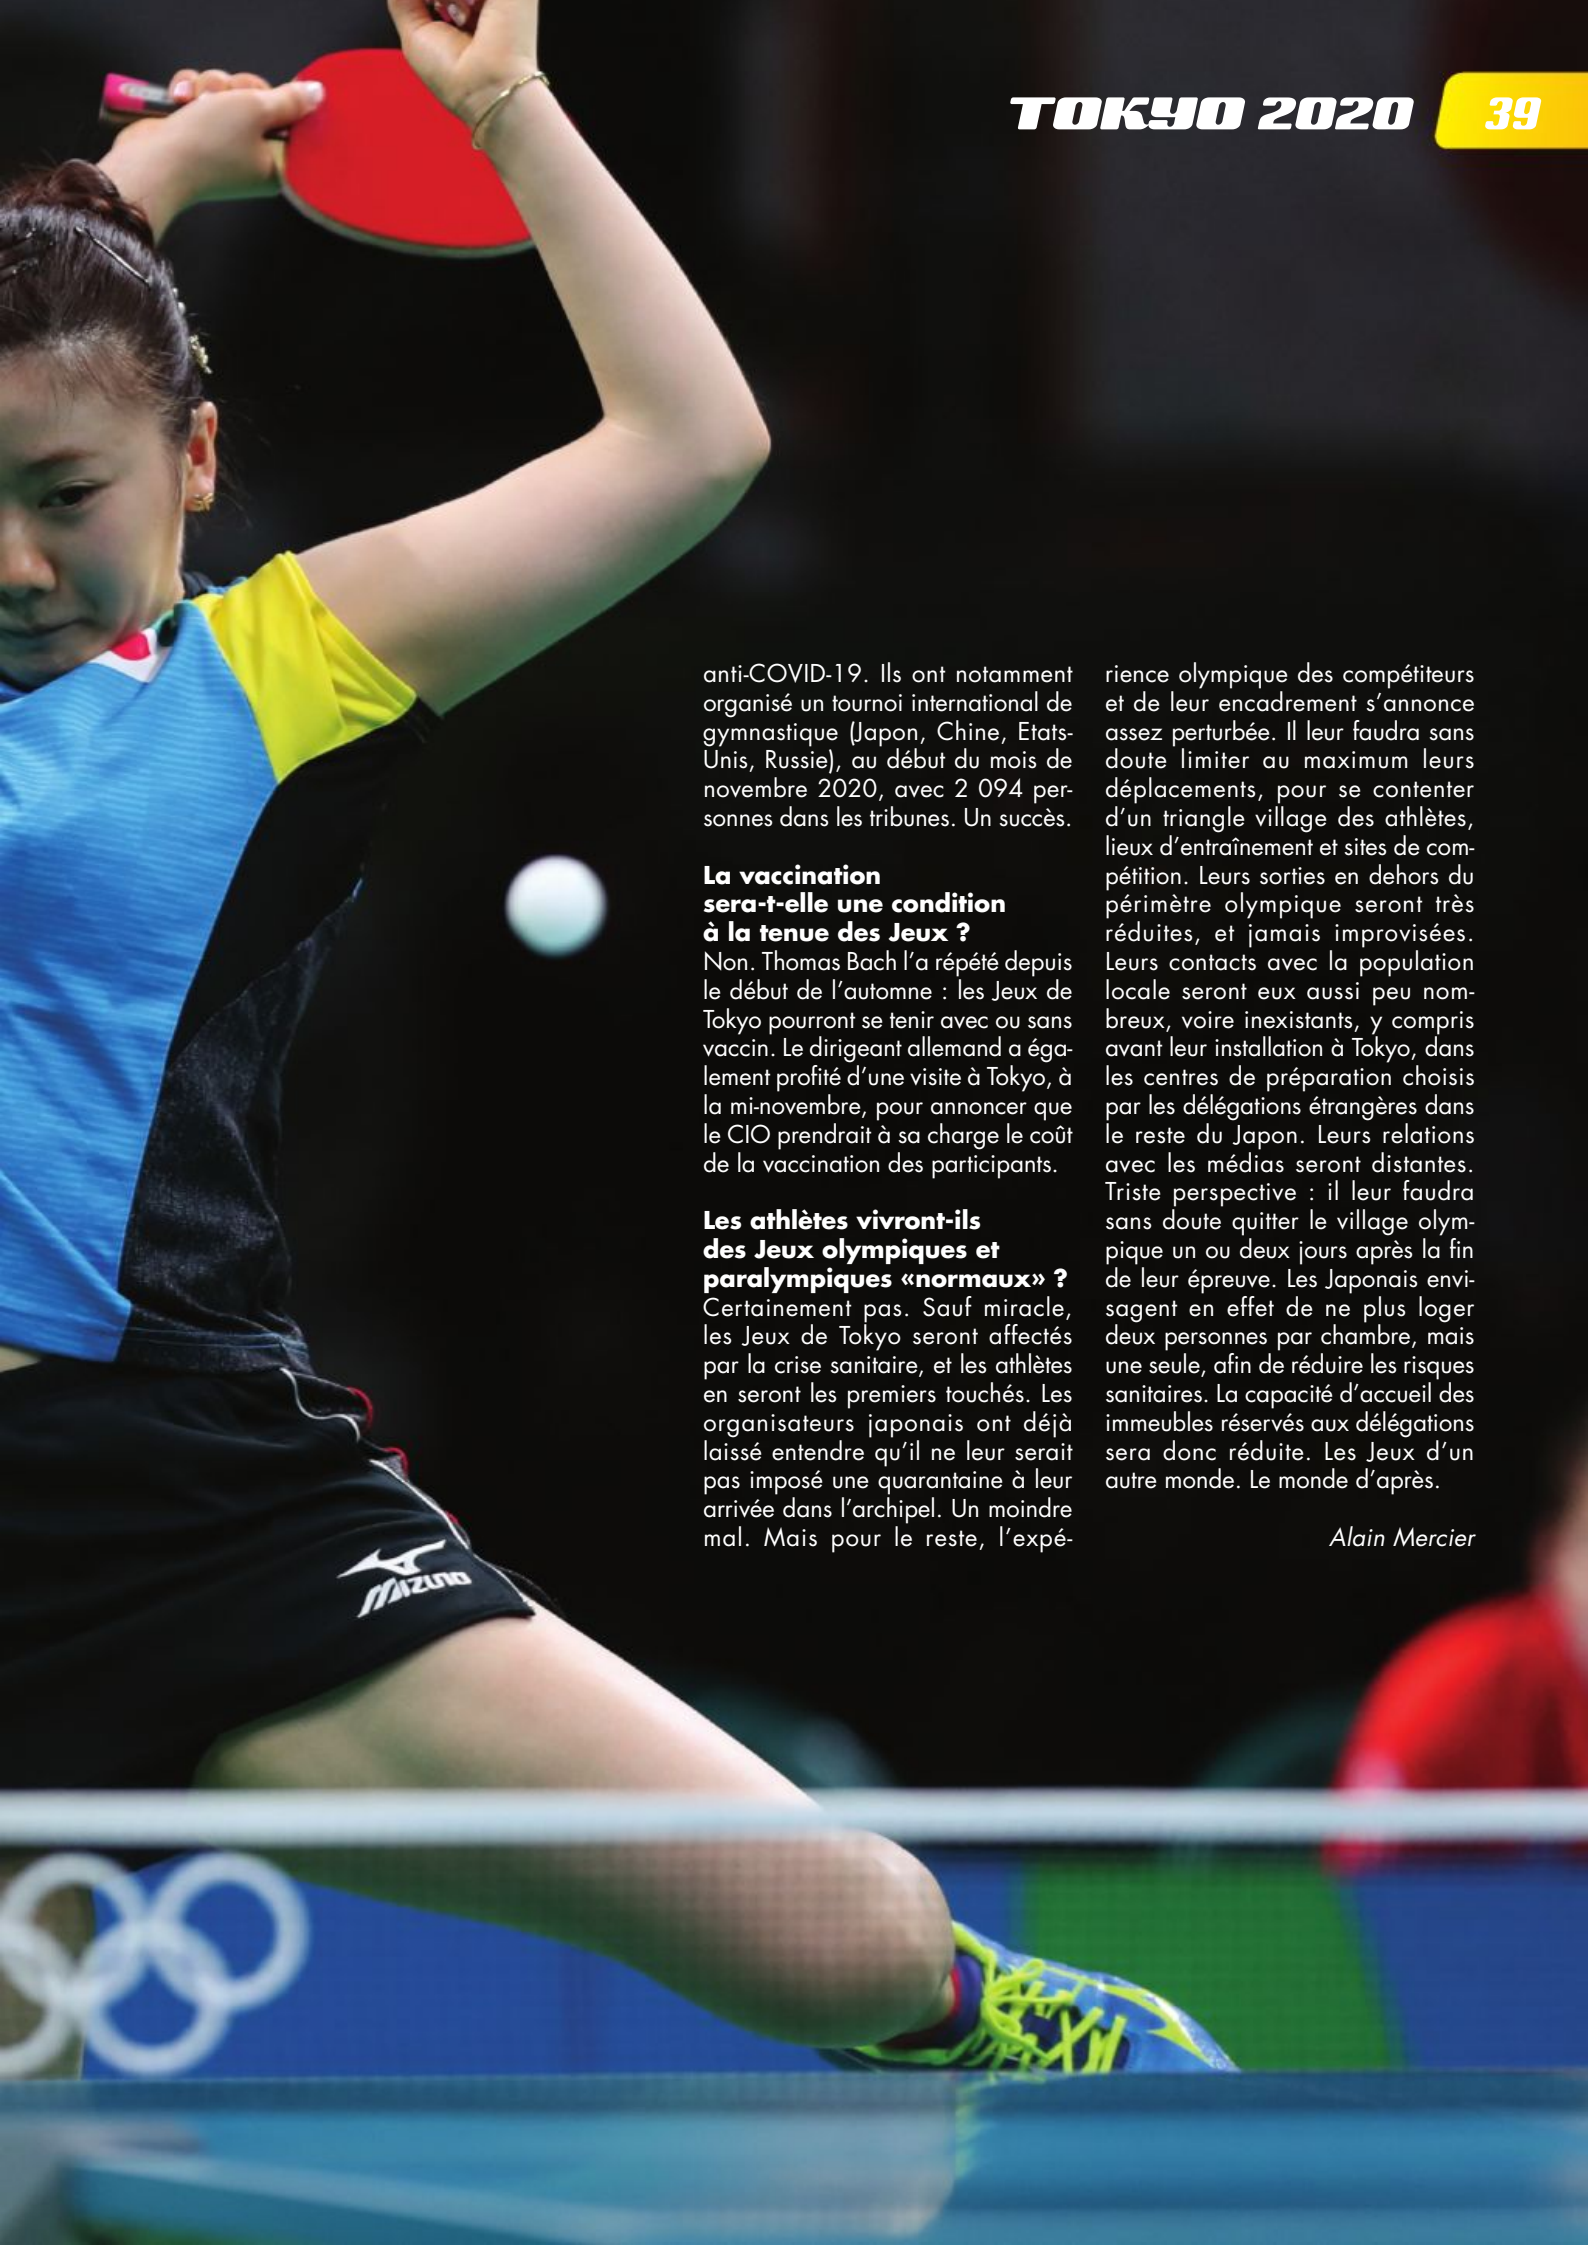 TOKYO 2020 39
anti-COVID-19. Ils ont notamment
organisé un tournoi international de
gymnastique (Japon, Chine, Etats-
Unis, Russie), au début du mois de
novembre 2020, avec 2 094 per-
sonnes dans les tribunes. Un succès.
La vaccination
sera-t-elle une condition
à la tenue des Jeux ?
Non. Thomas Bach l’a répété depuis
le début de l’automne : les Jeux de
Tokyo pourront se tenir avec ou sans
vaccin. Le dirigeant allemand a éga-
lement profité d’une visite à Tokyo, à
la mi-novembre, pour annoncer que
le CIO prendrait à sa charge le coût
de la vaccination des participants.
Les athlètes vivront-ils
des Jeux olympiques et
paralympiques «normaux» ?
Certainement pas. Sauf miracle,
les Jeux de Tokyo seront affectés
par la crise sanitaire, et les athlètes
en seront les premiers touchés. Les
organisateurs japonais ont déjà
laissé entendre qu’il ne leur serait
pas imposé une quarantaine à leur
arrivée dans l’archipel. Un moindre
mal. Mais pour le reste, l’expé-
rience olympique des compétiteurs
et de leur encadrement s’annonce
assez perturbée. Il leur faudra sans
doute limiter au maximum leurs
déplacements, pour se contenter
d’un triangle village des athlètes,
lieux d’entraînement et sites de com-
pétition. Leurs sorties en dehors du
périmètre olympique seront très
réduites, et jamais improvisées.
Leurs contacts avec la population
locale seront eux aussi peu nom-
breux, voire inexistants, y compris
avant leur installation à Tokyo, dans
les centres de préparation choisis
par les délégations étrangères dans
le reste du Japon. Leurs relations
avec les médias seront distantes.
Triste perspective : il leur faudra
sans doute quitter le village olym-
pique un ou deux jours après la fin
de leur épreuve. Les Japonais envi-
sagent en effet de ne plus loger
deux personnes par chambre, mais
une seule, afin de réduire les risques
sanitaires. La capacité d’accueil des
immeubles réservés aux délégations
sera donc réduite. Les Jeux d’un
autre monde. Le monde d’après.
Alain Mercier
MIZUNO